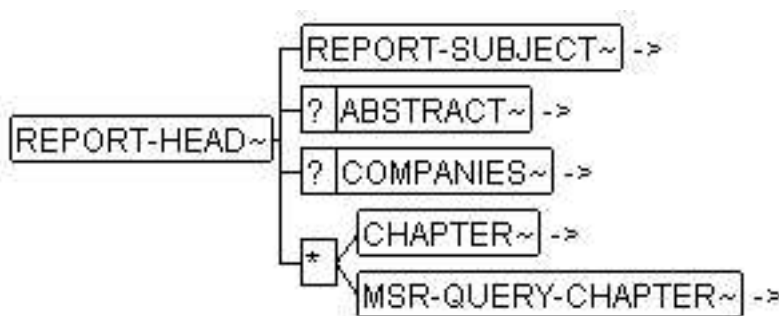 REPORT-SUBJECT~ ->
? ABSTRACT~ ->
REPORT-HEAD~
? COMPANIES~ ->
CHAPTER~ ->
*
MSR-QUERY-CHAPTER~ ->